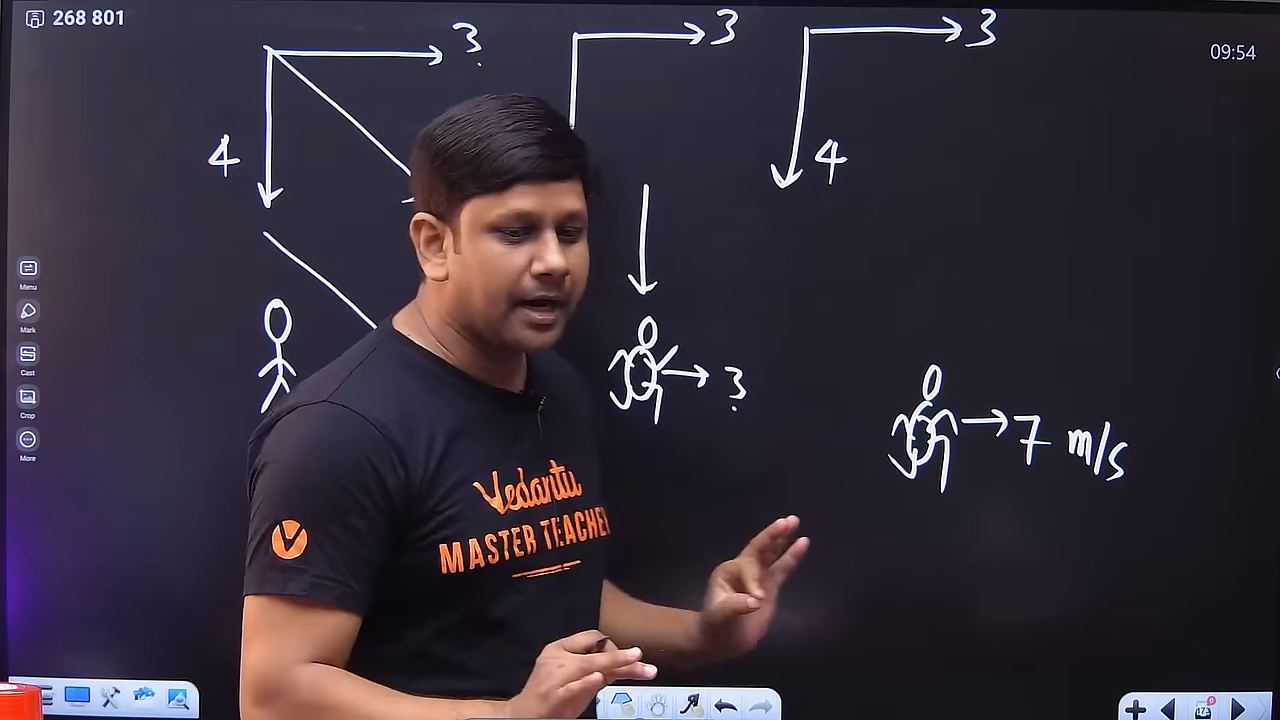 268 801
09:54
3
3
3
4
4
3
7 m/s
Vedantu
MASTER TEACHER
Menu
Mark
Cast
Crop
More